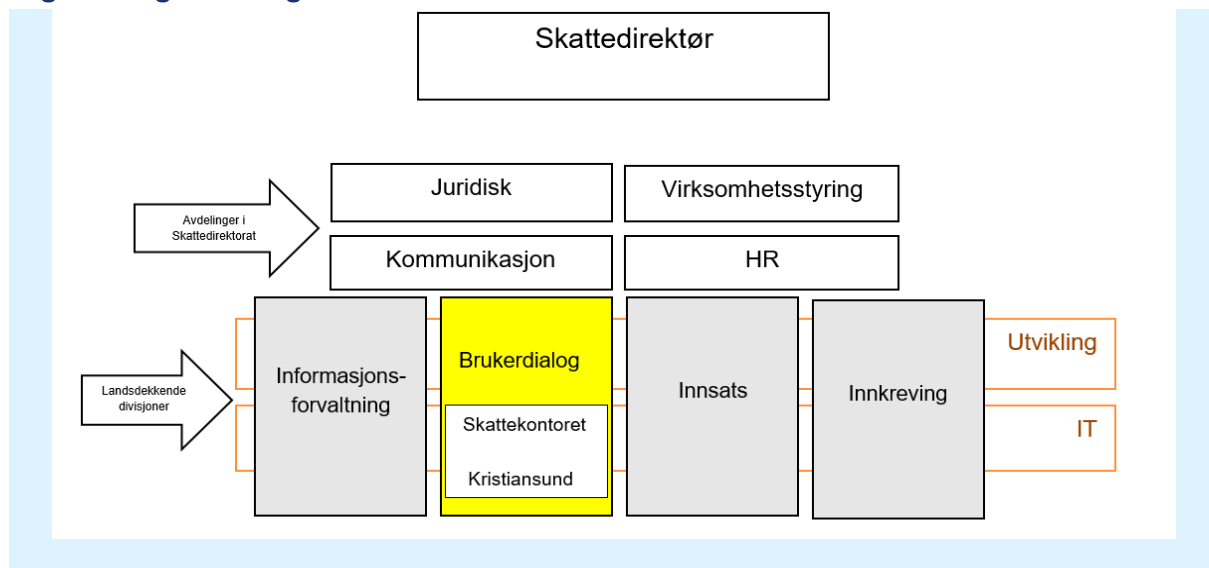 Skattedirektør
Juridisk
Virksomhetsstyring
Avdelinger i
Skattedirektorat
Kommunikasjon
HR
Utvikling
Brukerdialog
Informasjons-
forvaltning
Innsats
Innkreving
Landsdekkende
divisjoner
Skattekontoret
IT
Kristiansund